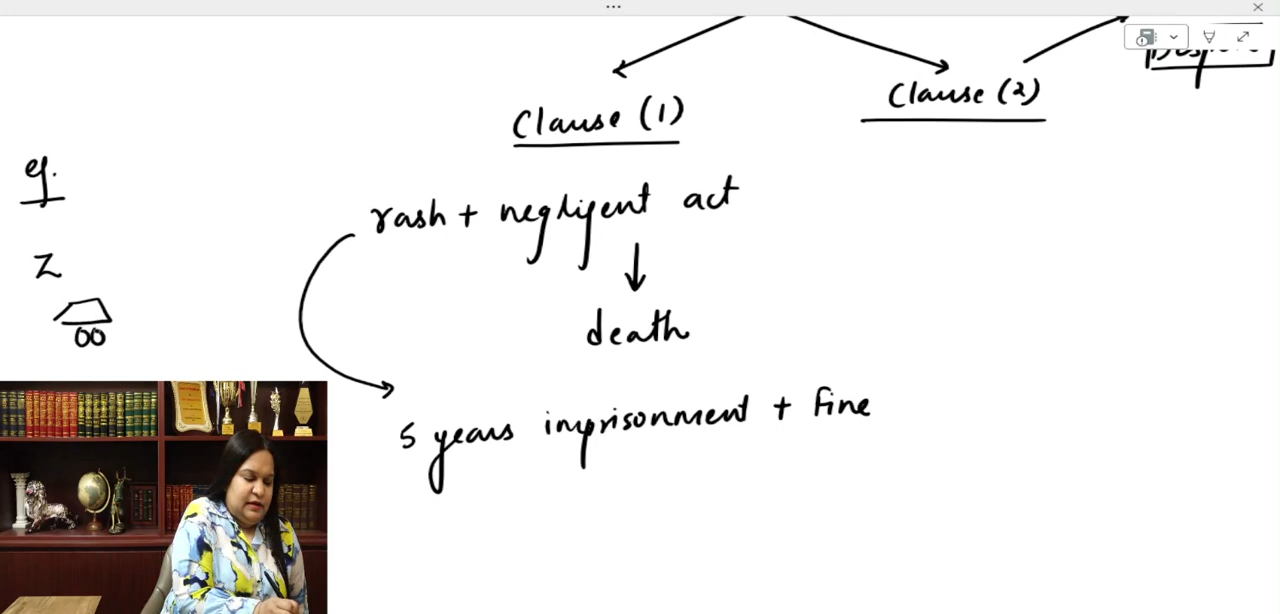 Clause (1)
Clause (2)
eg.
rash + negligent act
Z
death
5 years imprisonment + fine